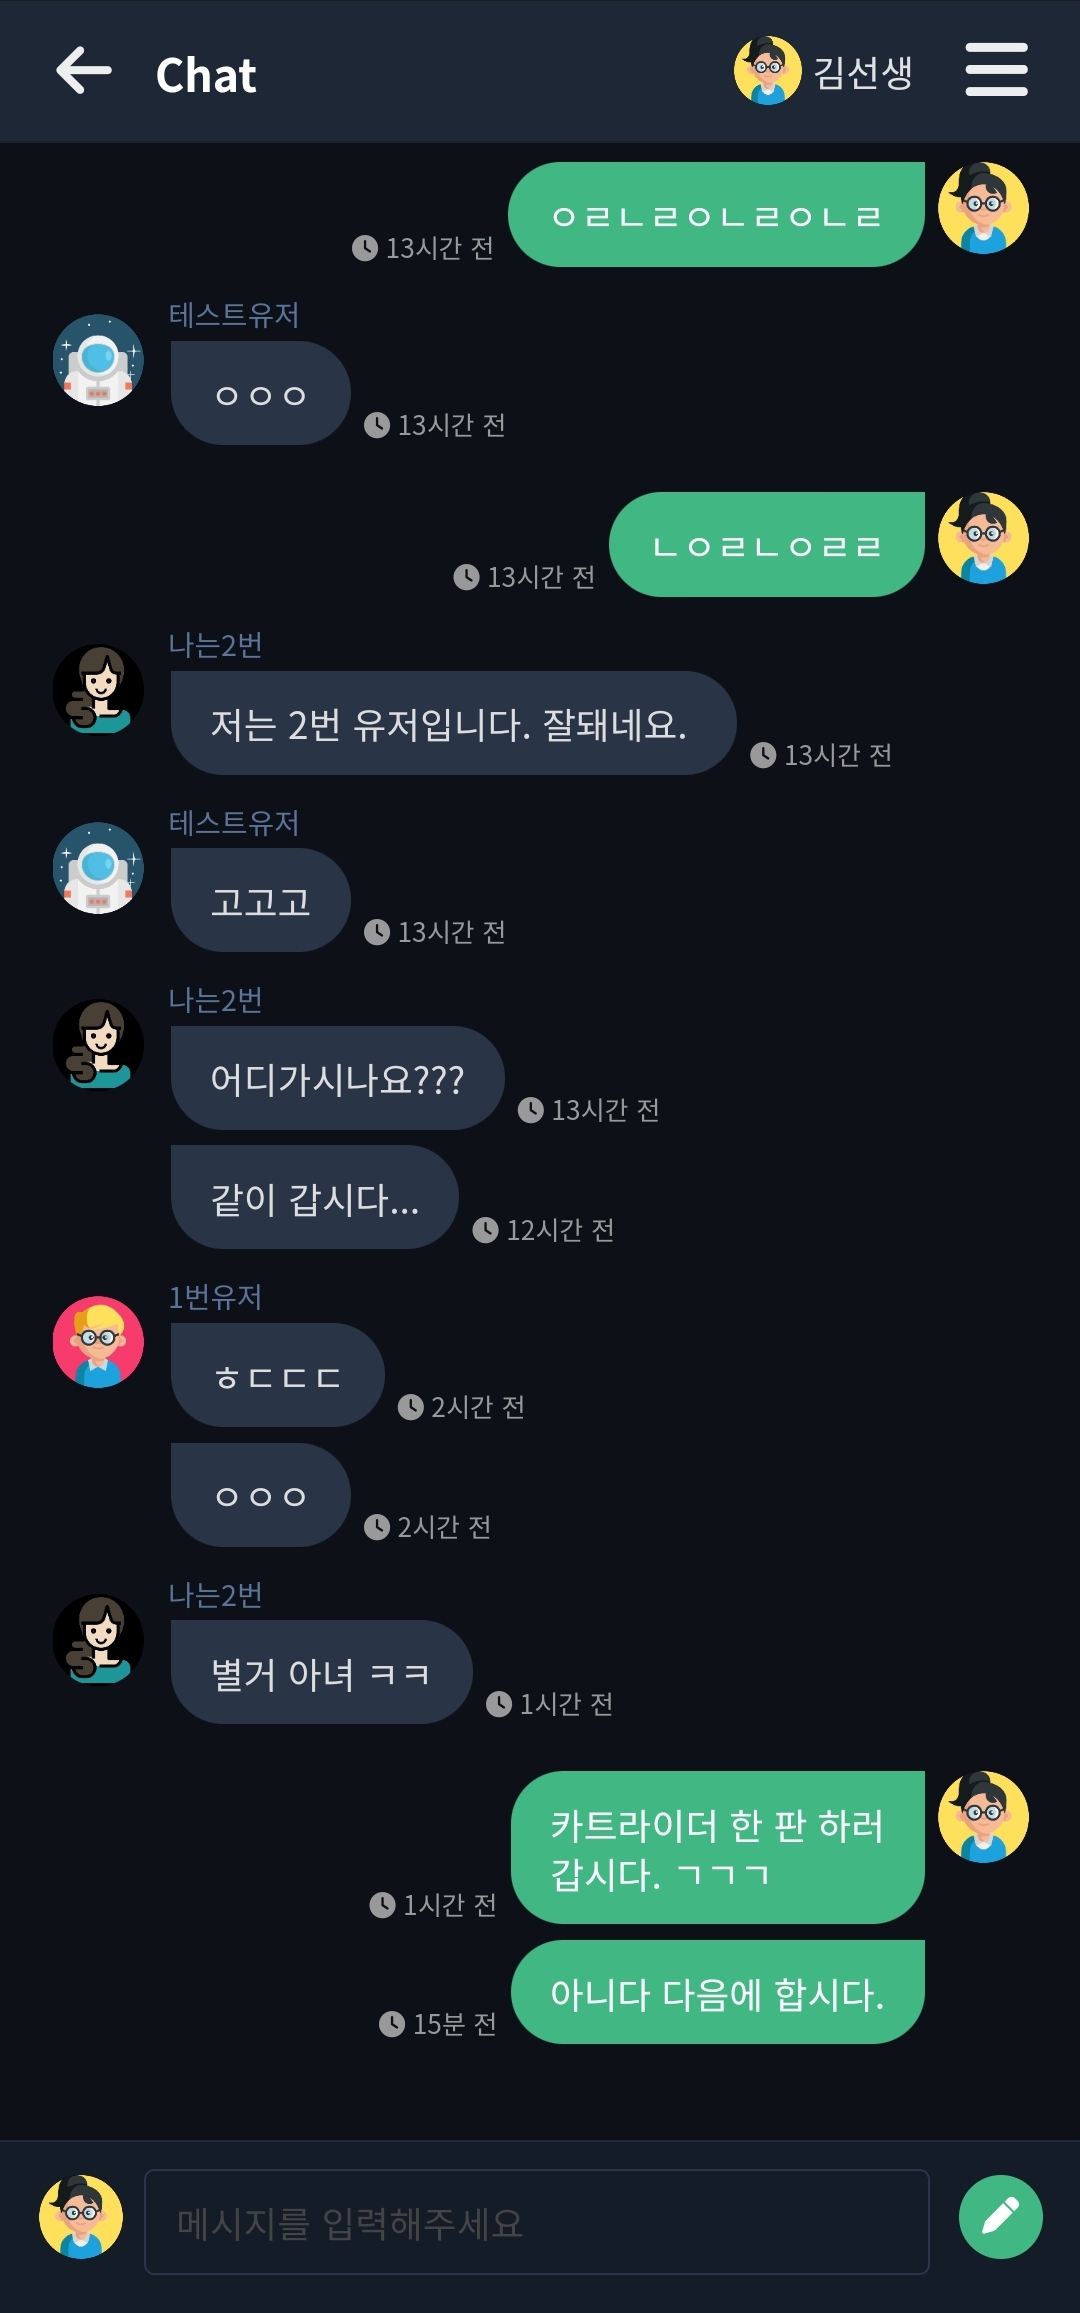 Chat
김선생
ㅇㄹㄴㄹㅇㄴㄹㅇㄴㄹ
13시간 전
테스트유저
ㅇㅇㅇ
13시간 전
ㄴㅇㄹㄴㅇㄹㄹ
13시간 전
나는2번
저는 2번 유저입니다. 잘돼네요.
13시간 전
테스트유저
고고고
13시간 전
나는2번
어디가시나요???
13시간 전
같이 갑시다...
12시간 전
1번유저
ㅎㄷㄷㄷ
2시간 전
ㅇㅇㅇ
2시간 전
나는2번
별거 아녀 ㅋㅋ
1시간 전
카트라이더 한 판 하러
갑시다. ㄱㄱㄱ
1시간 전
아니다 다음에 합시다.
15분 전
메시지를 입력해주세요